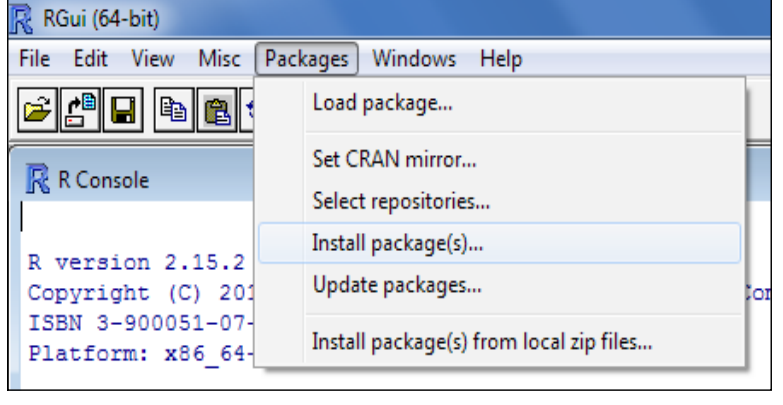 RGui (64-bit)
File Edit View Misc Packages Windows Help
Load package...
Set CRAN mirror...
Select repositories...
Install package(s)...
Update packages...
Install package(s) from local zip files...
R Console
R version 2.15.2
Copyright (C)
ISBN 3-900051-07-
Platform: x86_64-